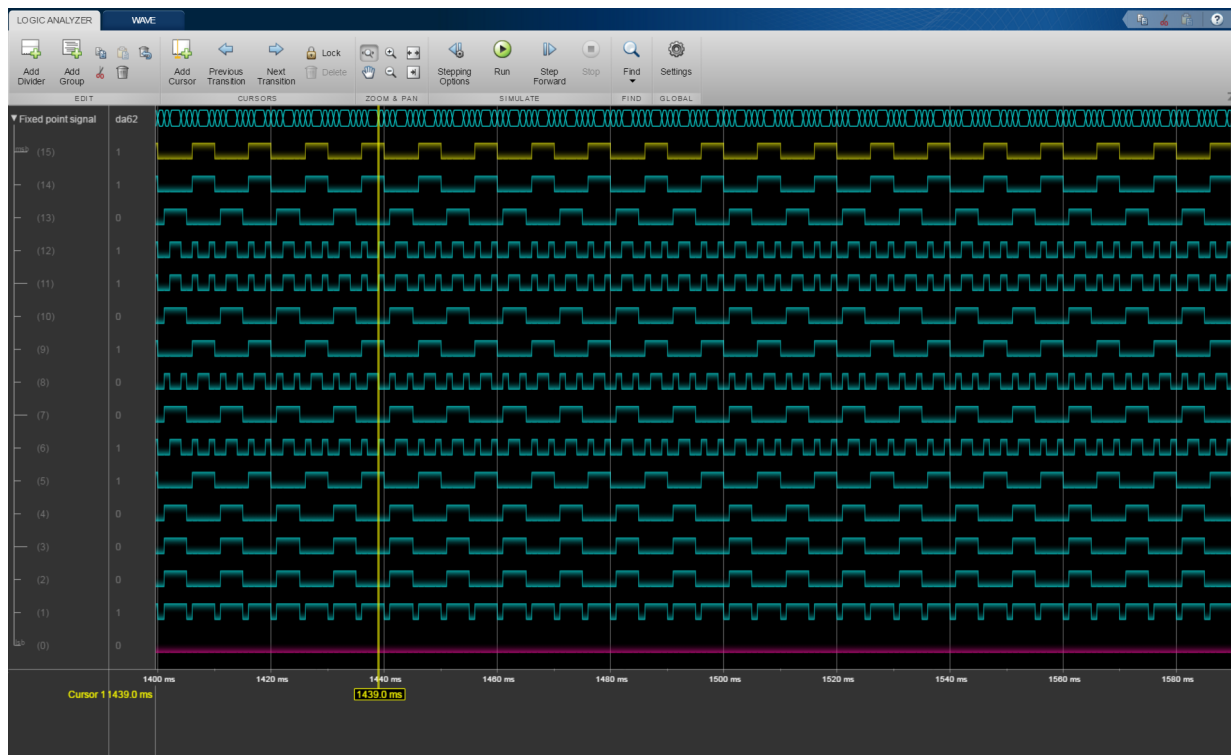 LOGIC ANALYZER WAVE
Add Divider
Add Group
Add Cursor
Previous Transition
Next Transition
Lock
Delete
Stepping Options
Run
Step Forward
Stop
Find
Settings
EDIT CURSORS ZOOM & PAN SIMULATE FIND GLOBAL
Fixed point signal da62
msb (15) 1
(14) 1
(13) 0
(12) 1
(11) 1
(10) 0
(9) 1
(8) 0
(7) 0
(6) 1
(5) 1
(4) 0
(3) 0
(2) 0
(1) 1
lsb (0) 0
1400 ms 1420 ms 1440 ms 1460 ms 1480 ms 1500 ms 1520 ms 1540 ms 1560 ms 1580 ms
Cursor 1 1439.0 ms 1439.0 ms